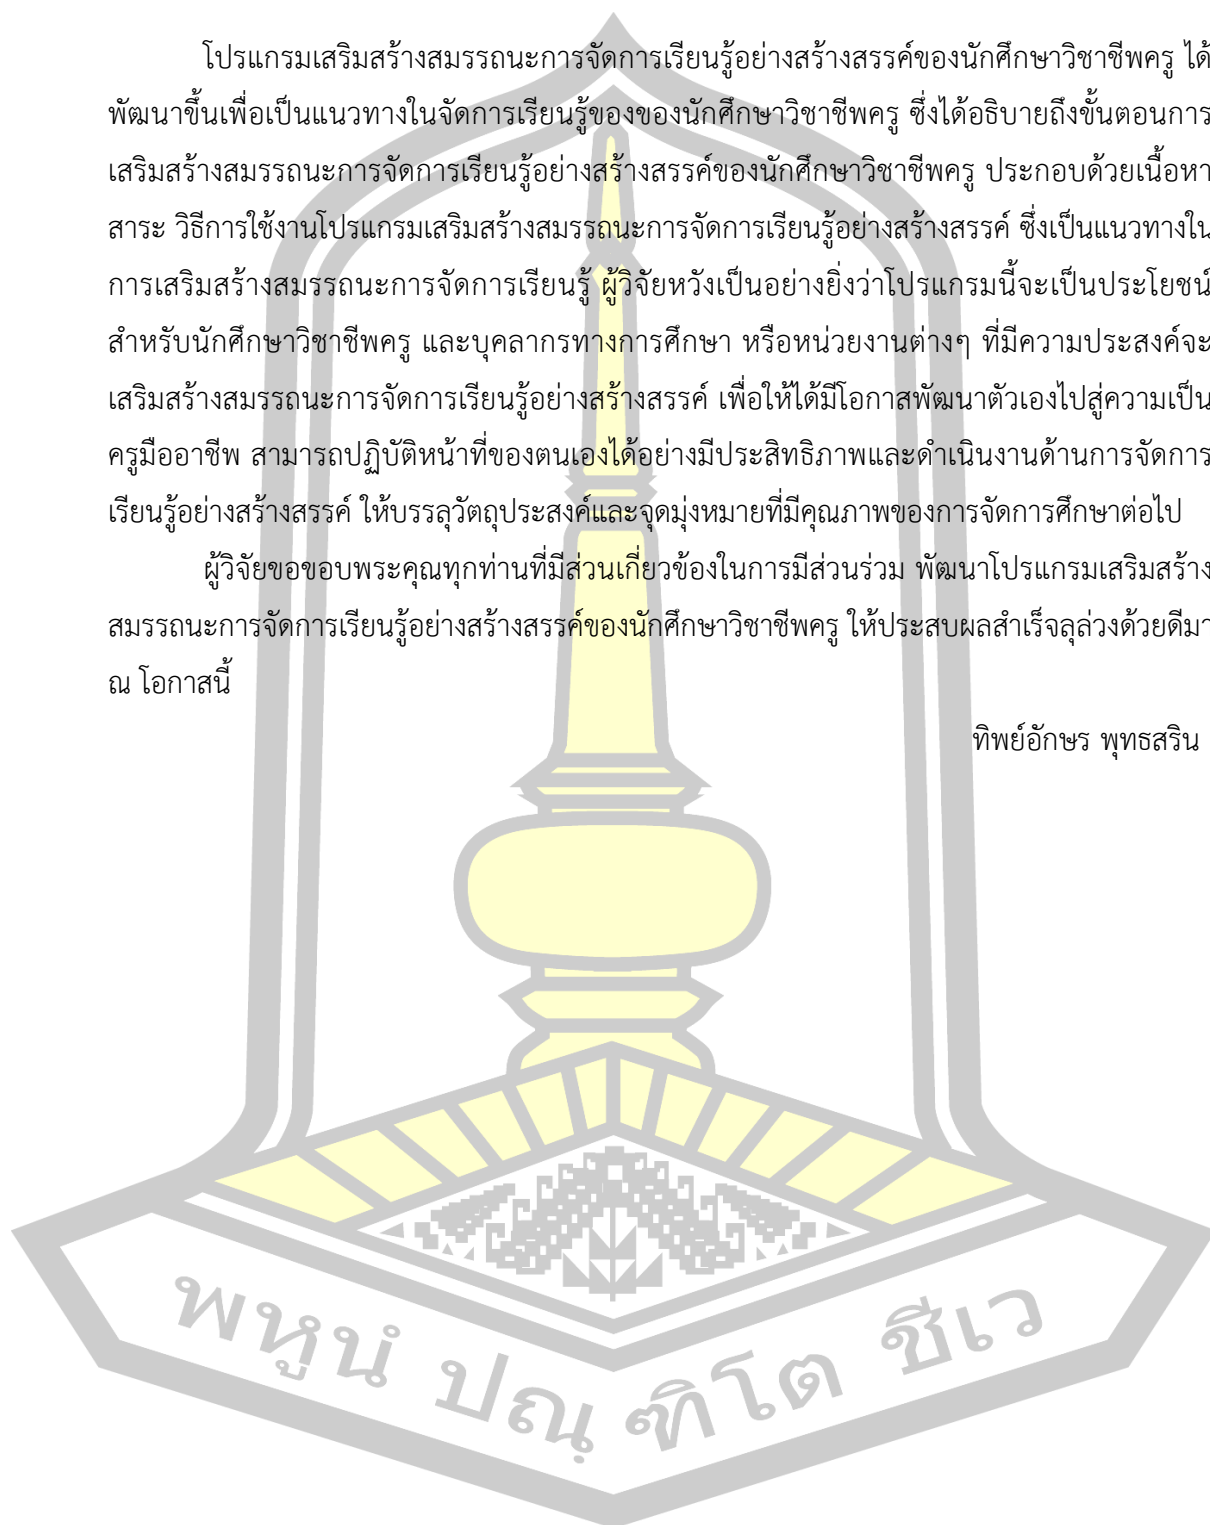 โปรแกรมเสริมสร้างสมรรถนะการจัดการเรียนรู้อย่างสร้างสรรค์ของนักศึกษาวิชาชีพครู ได้
พัฒนาขึ้นเพื่อเป็นแนวทางในจัดการเรียนรู้ของของนักศึกษาวิชาชีพครู ซึ่งได้อธิบายถึงขั้นตอนการ
เสริมสร้างสมรรถนะการจัดการเรียนรู้อย่างสร้างสรรค์ของนักศึกษาวิชาชีพครู ประกอบด้วยเนื้อหา
สาระ วิธีการใช้งานโปรแกรมเสริมสร้างสมรรถนะการจัดการเรียนรู้อย่างสร้างสรรค์ ซึ่งเป็นแนวทางใน
การเสริมสร้างสมรรถนะการจัดการเรียนรู้ ผู้วิจัยหวังเป็นอย่างยิ่งว่าโปรแกรมนี้จะเป็นประโยชน์
สำหรับนักศึกษาวิชาชีพครู และบุคลากรทางการศึกษา หรือหน่วยงานต่างๆ ที่มีความประสงค์จะ
เสริมสร้างสมรรถนะการจัดการเรียนรู้อย่างสร้างสรรค์ เพื่อให้ได้มีโอกาสพัฒนาตัวเองไปสู่ความเป็น
ครูมืออาชีพ สามารถปฏิบัติหน้าที่ของตนเองได้อย่างมีประสิทธิภาพและดำเนินงานด้านการจัดการ
เรียนรู้อย่างสร้างสรรค์ ให้บรรลุวัตถุประสงค์และจุดมุ่งหมายที่มีคุณภาพของการจัดการศึกษาต่อไป
ผู้วิจัยขอขอบพระคุณทุกท่านที่มีส่วนเกี่ยวข้องในการมีส่วนร่วม พัฒนาโปรแกรมเสริมสร้าง
สมรรถนะการจัดการเรียนรู้อย่างสร้างสรรค์ของนักศึกษาวิชาชีพครู ให้ประสบผลสำเร็จลุล่วงด้วยดีมา
ณ โอกาสนี้
ทิพย์อักษร พุทธสริน
พหูนํ ปณฺฑิโต ชีเว